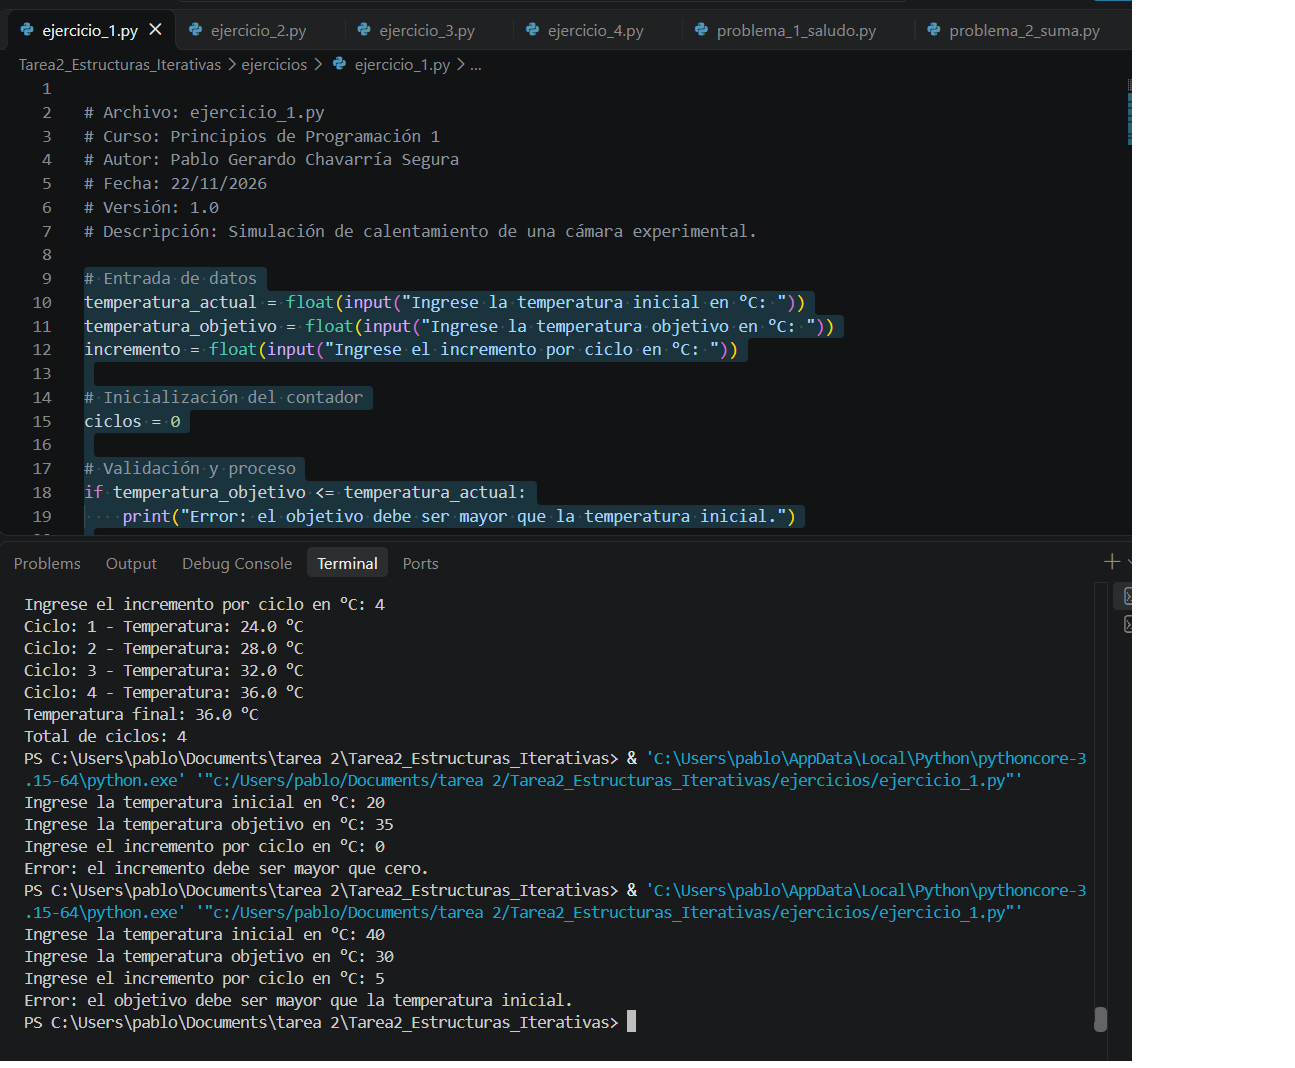 ejercicio_1.py ejercicio_2.py ejercicio_3.py ejercicio_4.py problema_1_saludo.py problema_2_suma.py
Tarea2_Estructuras_Iterativas > ejercicios > ejercicio_1.py > ...
1
2 # Archivo: ejercicio_1.py
3 # Curso: Principios de Programación 1
4 # Autor: Pablo Gerardo Chavarría Segura
5 # Fecha: 22/11/2026
6 # Versión: 1.0
7 # Descripción: Simulación de calentamiento de una cámara experimental.
8
9 # Entrada de datos
10 temperatura_actual = float(input("Ingrese la temperatura inicial en °C: "))
11 temperatura_objetivo = float(input("Ingrese la temperatura objetivo en °C: "))
12 incremento = float(input("Ingrese el incremento por ciclo en °C: "))
13
14 # Inicialización del contador
15 ciclos = 0
16
17 # Validación y proceso
18 if temperatura_objetivo <= temperatura_actual:
19     print("Error: el objetivo debe ser mayor que la temperatura inicial.")
Problems Output Debug Console Terminal Ports
Ingrese el incremento por ciclo en °C: 4
Ciclo: 1 - Temperatura: 24.0 °C
Ciclo: 2 - Temperatura: 28.0 °C
Ciclo: 3 - Temperatura: 32.0 °C
Ciclo: 4 - Temperatura: 36.0 °C
Temperatura final: 36.0 °C
Total de ciclos: 4
PS C:\Users\pablo\Documents\tarea 2\Tarea2_Estructuras_Iterativas> & 'C:\Users\pablo\AppData\Local\Python\pythoncore-3
.15-64\python.exe' '"c:/Users/pablo/Documents/tarea 2/Tarea2_Estructuras_Iterativas/ejercicios/ejercicio_1.py"'
Ingrese la temperatura inicial en °C: 20
Ingrese la temperatura objetivo en °C: 35
Ingrese el incremento por ciclo en °C: 0
Error: el incremento debe ser mayor que cero.
PS C:\Users\pablo\Documents\tarea 2\Tarea2_Estructuras_Iterativas> & 'C:\Users\pablo\AppData\Local\Python\pythoncore-3
.15-64\python.exe' '"c:/Users/pablo/Documents/tarea 2/Tarea2_Estructuras_Iterativas/ejercicios/ejercicio_1.py"'
Ingrese la temperatura inicial en °C: 40
Ingrese la temperatura objetivo en °C: 30
Ingrese el incremento por ciclo en °C: 5
Error: el objetivo debe ser mayor que la temperatura inicial.
PS C:\Users\pablo\Documents\tarea 2\Tarea2_Estructuras_Iterativas>